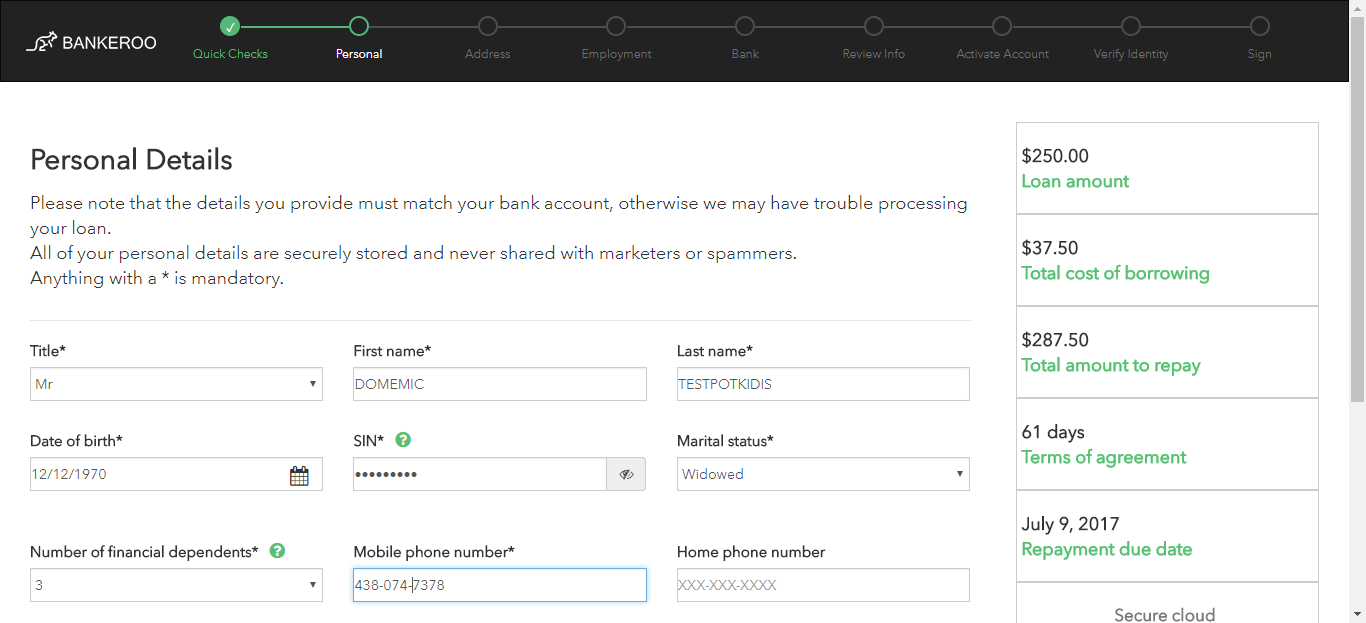 BANKEROO
Quick Checks
Personal
Address
Employment
Bank
Review Info
Activate Account
Verify Identity
Sign
Personal Details
Please note that the details you provide must match your bank account, otherwise we may have trouble processing
your loan.
All of your personal details are securely stored and never shared with marketers or spammers.
Anything with a * is mandatory.
Title*
First name*
Last name*
Mr
DOMEMIC
TESTPOTKIDIS
Date of birth*
SIN* ?
Marital status*
12/12/1970
•••••••••
Widowed
Number of financial dependents* ?
Mobile phone number*
Home phone number
3
438-074-7378
XXX-XXX-XXXX
$250.00
Loan amount
$37.50
Total cost of borrowing
$287.50
Total amount to repay
61 days
Terms of agreement
July 9, 2017
Repayment due date
Secure cloud